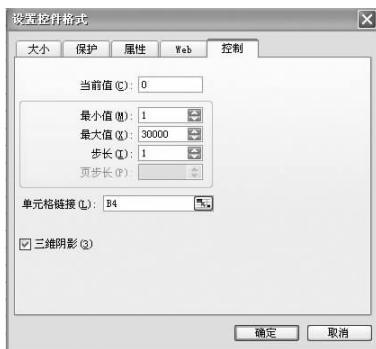 设置控件格式
大小 保护 属性 Web 控制
当前值(C): 0
最小值(M): 1
最大值(X): 30000
步长(I): 1
页步长(P):
单元格链接(L): B4
三维阴影(3)
确定 取消